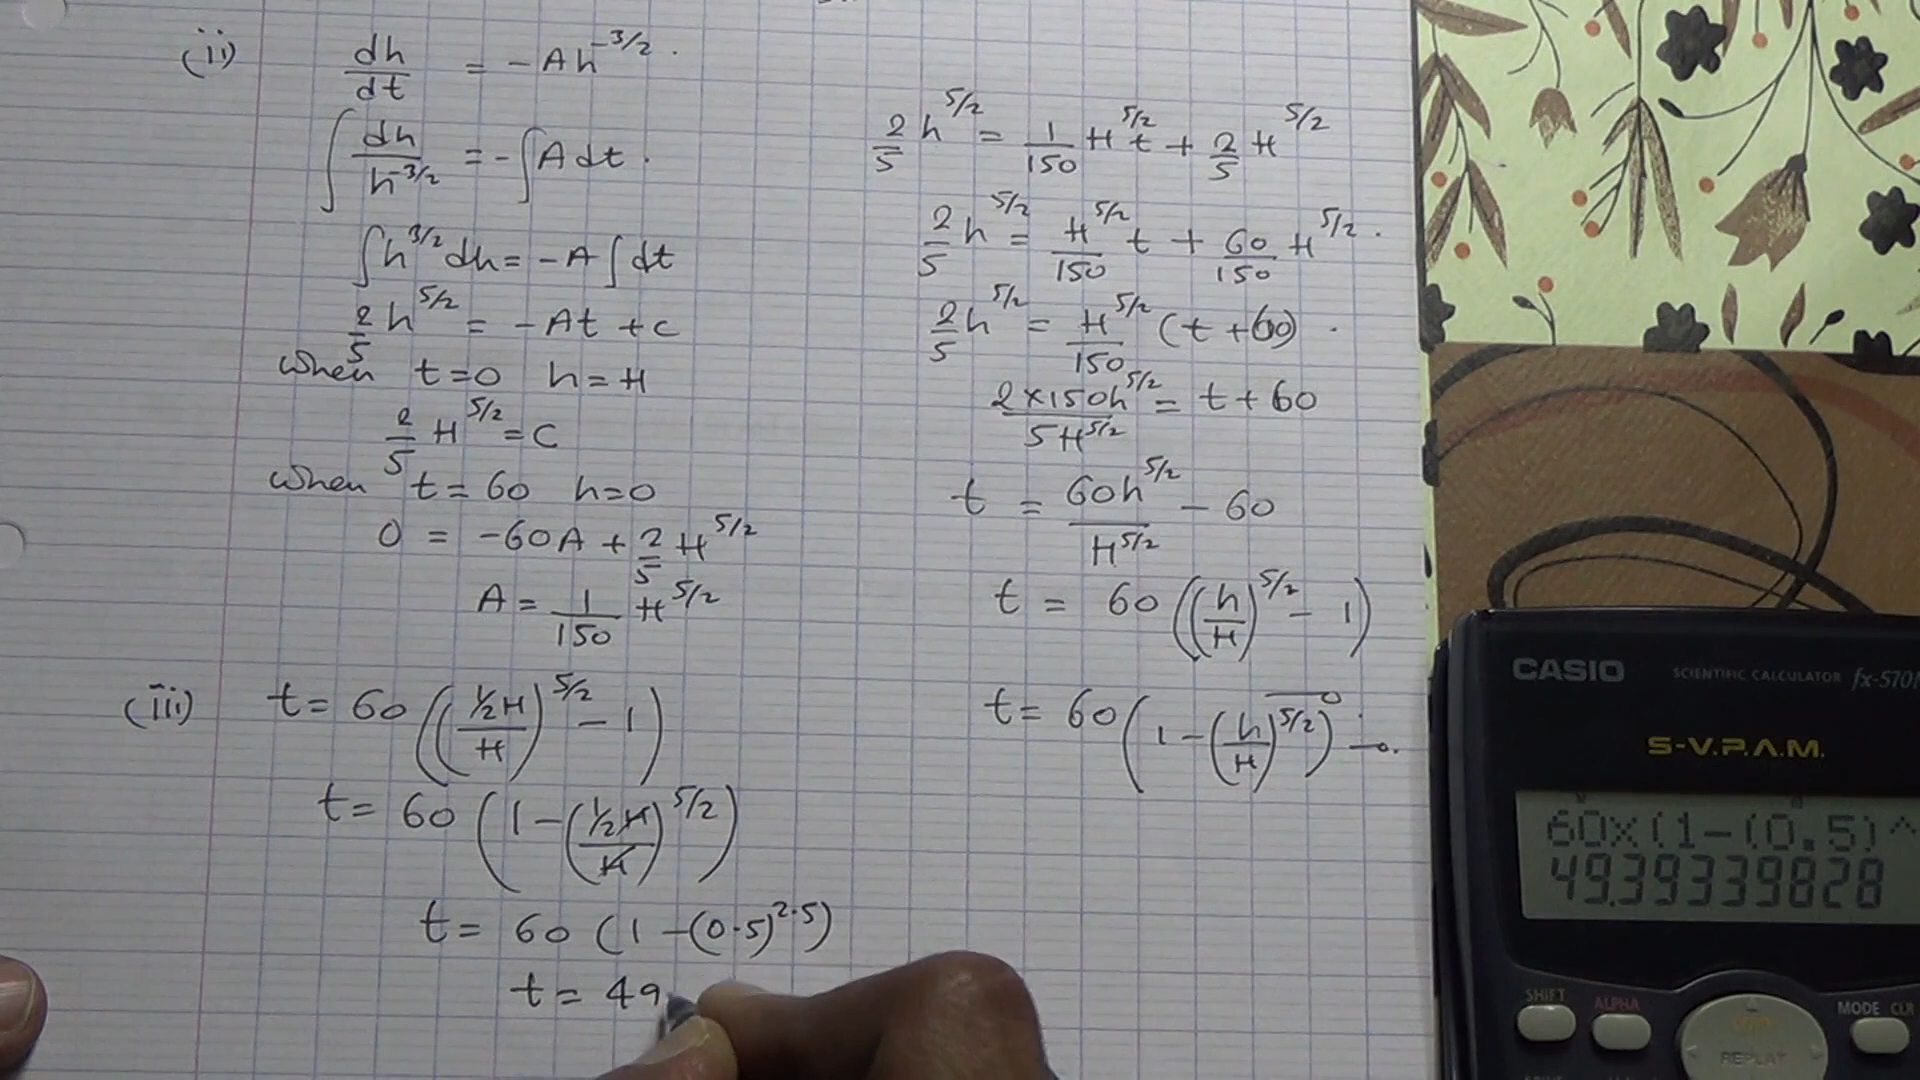 (ii) dh/dt = -Ah^-3/2 .
∫ dh/h^-3/2 = -∫A dt .
∫h^3/2 dh = -A ∫dt
2/5 h^5/2 = -At + c
When t=0 h=H
2/5 H^5/2 = C
When t=60 h=0
0 = -60A + 2/5 H^5/2
A = 1/150 H^5/2
2/5 h^5/2 = 1/150 H^5/2 t + 2/5 H^5/2
2/5 h^5/2 = H^5/2/150 t + 60/150 H^5/2 .
2/5 h^5/2 = H^5/2/150 (t+60) .
2×150h^5/2/5H^5/2 = t+60
t = 60h^5/2/H^5/2 - 60
t = 60((h/H)^5/2 - 1)
t = 60(1-(h/H)^5/2)
(iii) t = 60((1/2H/H)^5/2 - 1)
t = 60(1-(1/2H/H)^5/2)
t = 60 (1-(0.5)^2.5)
t = 49
CASIO SCIENTIFIC CALCULATOR fx-570
S-V.P.A.M.
60×(1-(0.5)^
49.39339828
SHIFT ALPHA MODE CLR
REPLAY